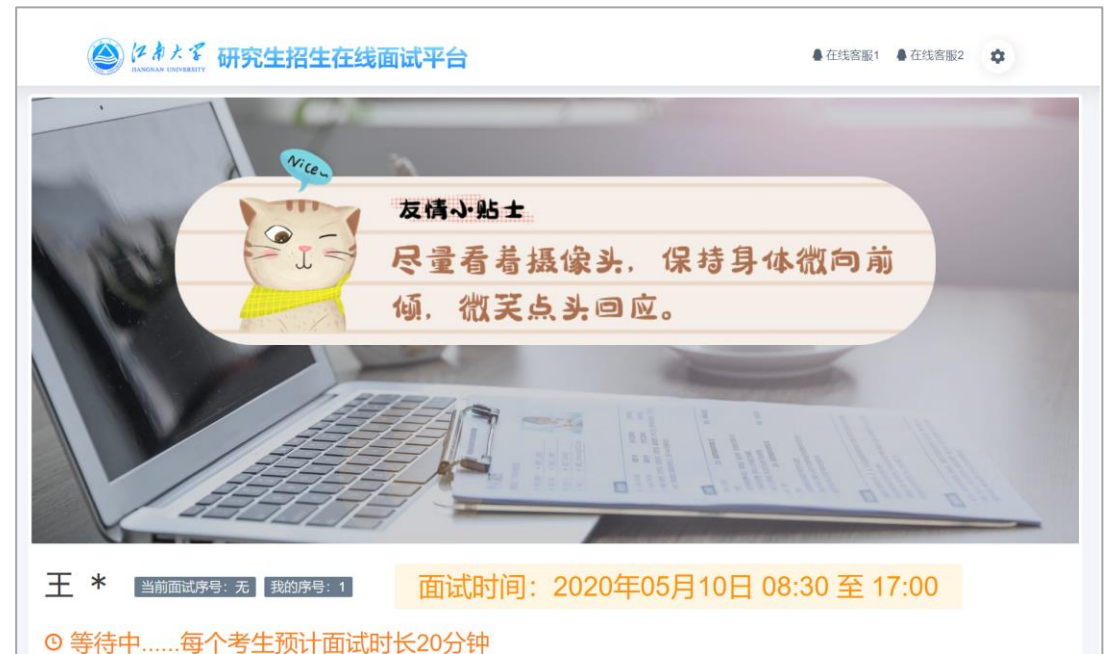 江南大学 研究生招生在线面试平台
JIANGNAN UNIVERSITY
在线客服1 在线客服2
Nice~
友情小贴士
尽量看着摄像头，保持身体微向前
倾，微笑点头回应。
王 * 当前面试序号：无 我的序号：1 面试时间：2020年05月10日 08:30 至 17:00
等待中......每个考生预计面试时长20分钟